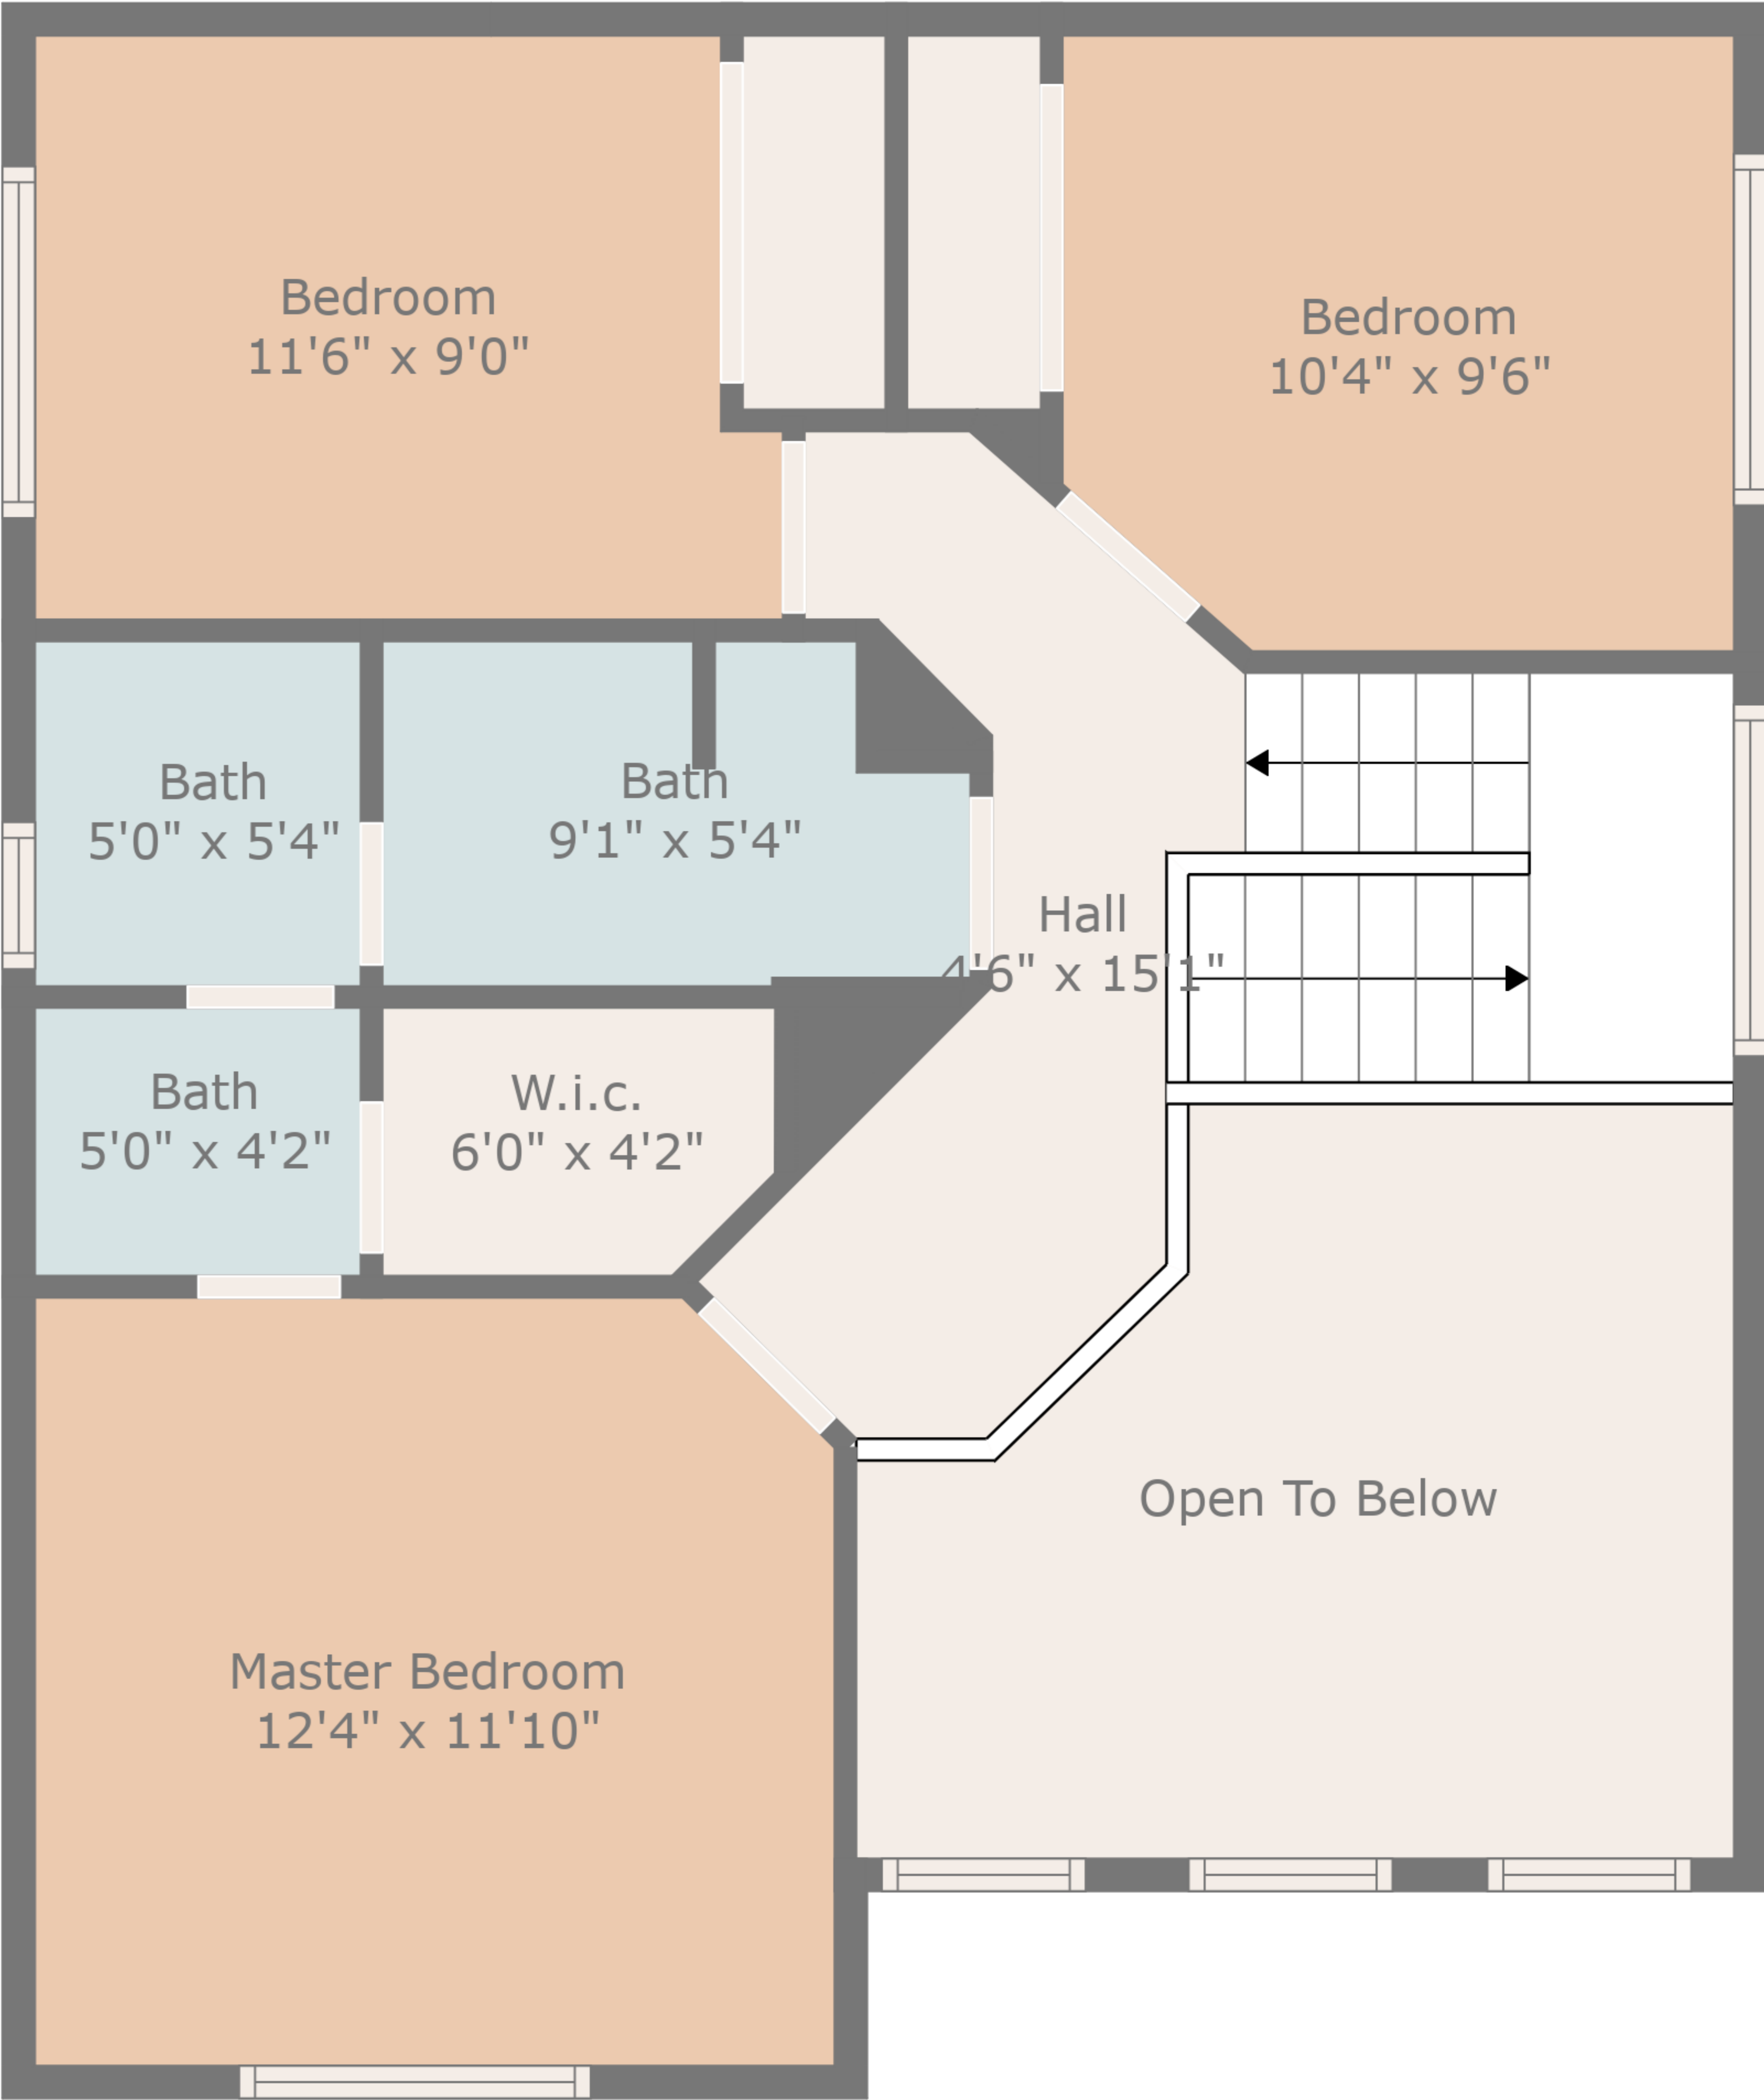 Bedroom
11'6" x 9'0"
Bedroom
10'4" x 9'6"
Bath
5'0" x 5'4"
Bath
9'1" x 5'4"
Hall
4'6" x 15'1"
Bath
5'0" x 4'2"
W.i.c.
6'0" x 4'2"
Open To Below
Master Bedroom
12'4" x 11'10"